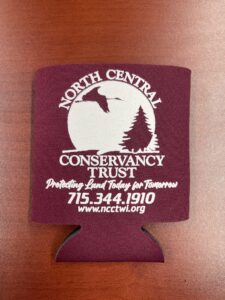 NORTH CENTRAL
CONSERVANCY
TRUST
Protecting Land Today for Tomorrow
715.344.1910
www.ncctwi.org